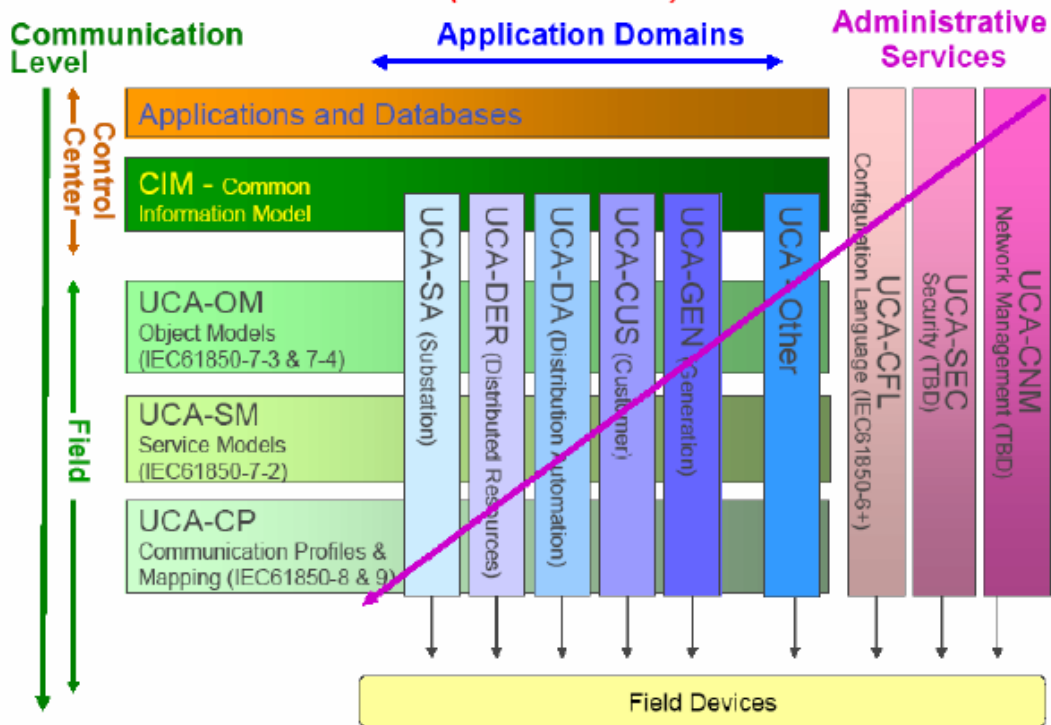 Communication
Level
Application Domains
Administrative
Services
Control
Center
Field
Applications and Databases
CIM - Common
Information Model
UCA-OM
Object Models
(IEC61850-7-3 & 7-4)
UCA-SM
Service Models
(IEC61850-7-2)
UCA-CP
Communication Profiles &
Mapping (IEC61850-8 & 9)
UCA-SA (Substation)
UCA-DER (Distributed Resources)
UCA-DA (Distribution Automation)
UCA-CUS (Customer)
UCA-GEN (Generation)
UCA - Other
UCA-CFL
Configuration Language (IEC61850-6+)
UCA-SEC
Security (TBD)
UCA-CNM
Network Management (TBD)
Field Devices